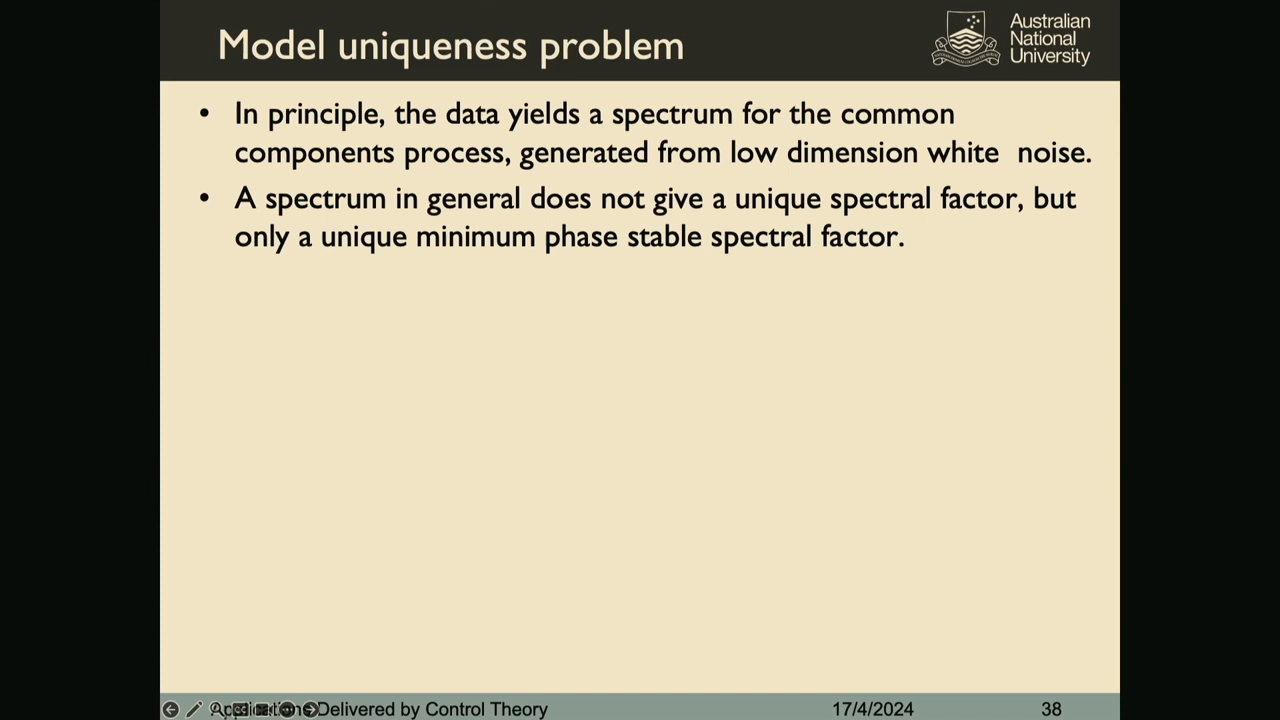 Model uniqueness problem
Australian
National
University
• In principle, the data yields a spectrum for the common
components process, generated from low dimension white noise.
• A spectrum in general does not give a unique spectral factor, but
only a unique minimum phase stable spectral factor.
Applications Delivered by Control Theory
17/4/2024
38